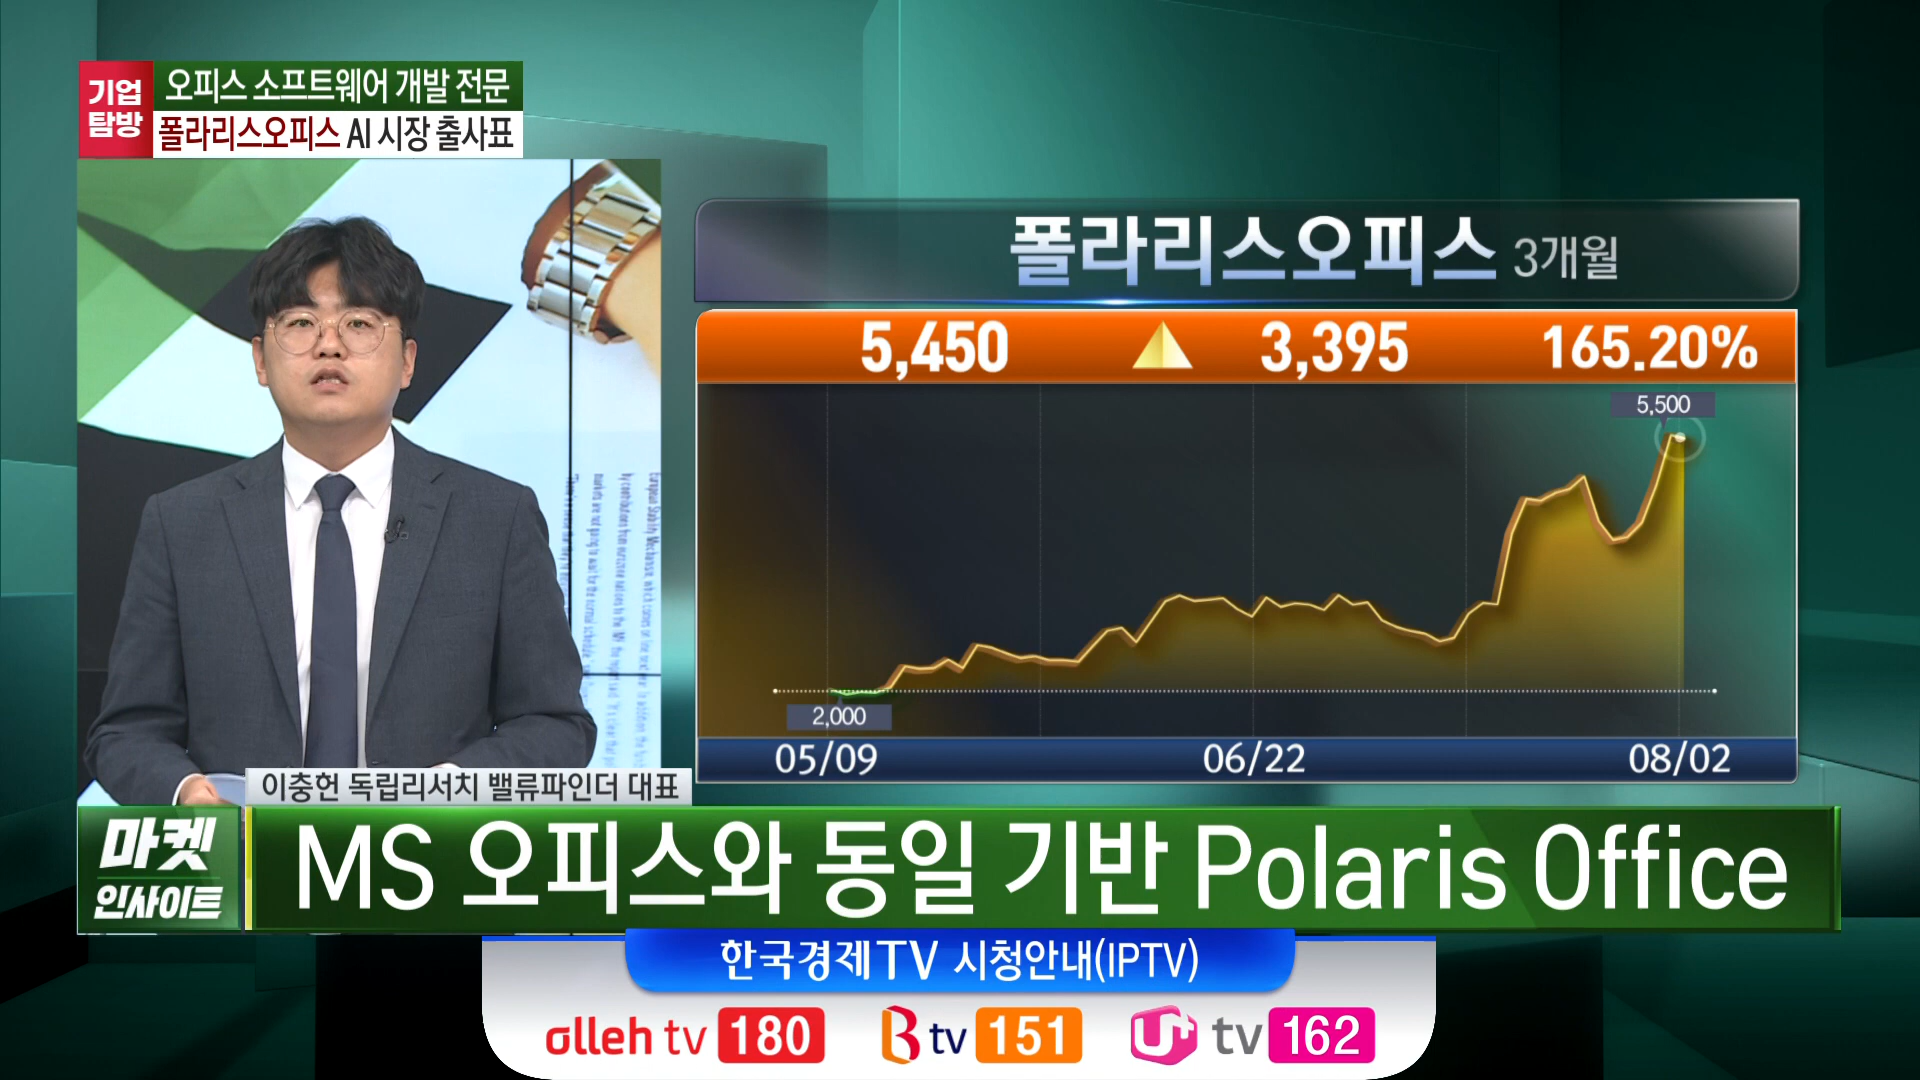 기업
탐방
오피스 소프트웨어 개발 전문
폴라리스오피스 AI 시장 출사표
폴라리스오피스 3개월
5,450 3,395 165.20%
5,500
2,000
05/09 06/22 08/02
이충헌 독립리서치 밸류파인더 대표
마켓
인사이트
MS 오피스와 동일 기반 Polaris Office
한국경제TV 시청안내(IPTV)
olleh tv 180 B tv 151 U+ tv 162